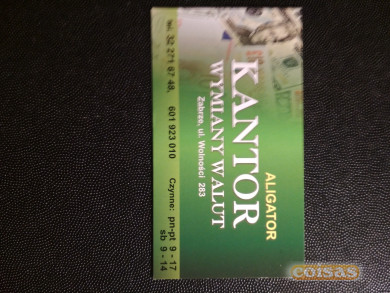 ALIGATOR
KANTOR
WYMIANY WALUT
Zabrze, ul. Wolności 283
Czynne: pn-pt 9 - 17
sb 9 - 14
tel. 32 271 87 48, 601 923 010
coisas